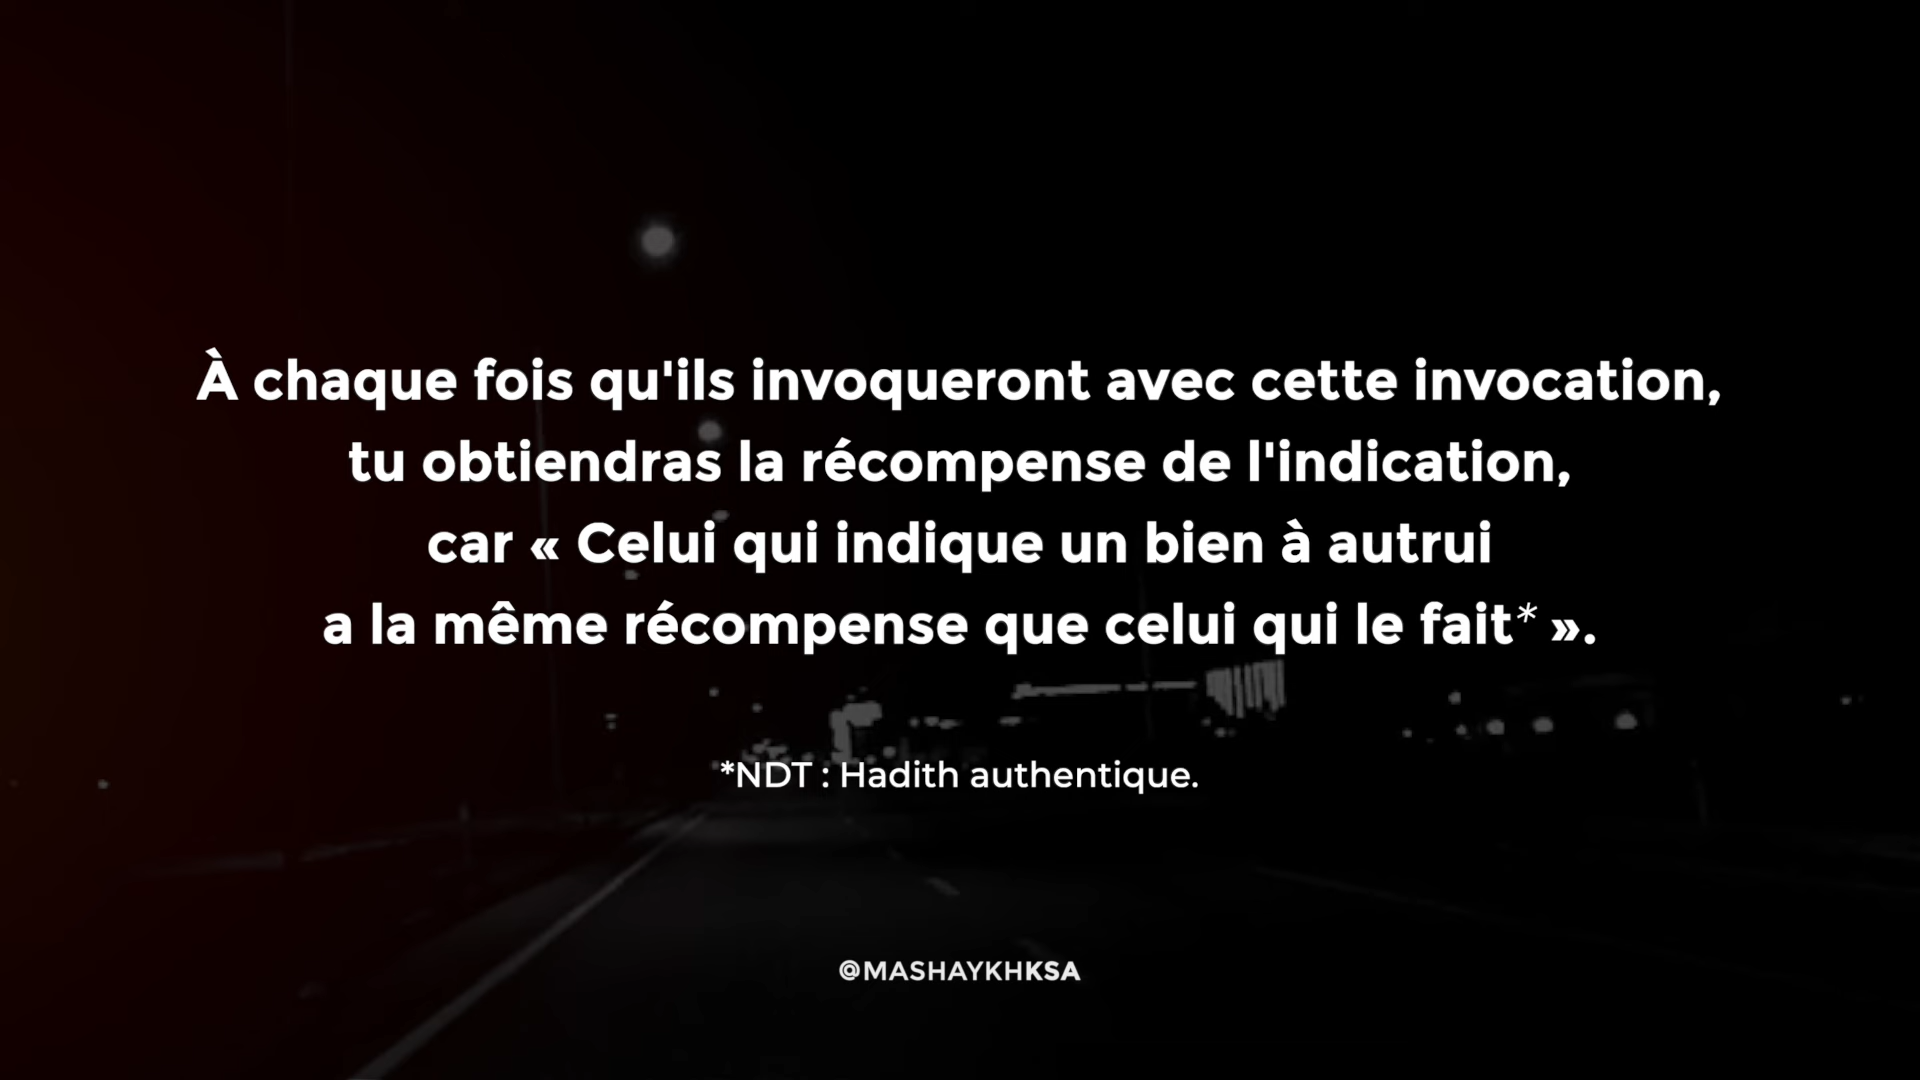 À chaque fois qu'ils invoqueront avec cette invocation,
tu obtiendras la récompense de l'indication,
car « Celui qui indique un bien à autrui
a la même récompense que celui qui le fait* ».
*NDT : Hadith authentique.
@MASHAYKHKSA